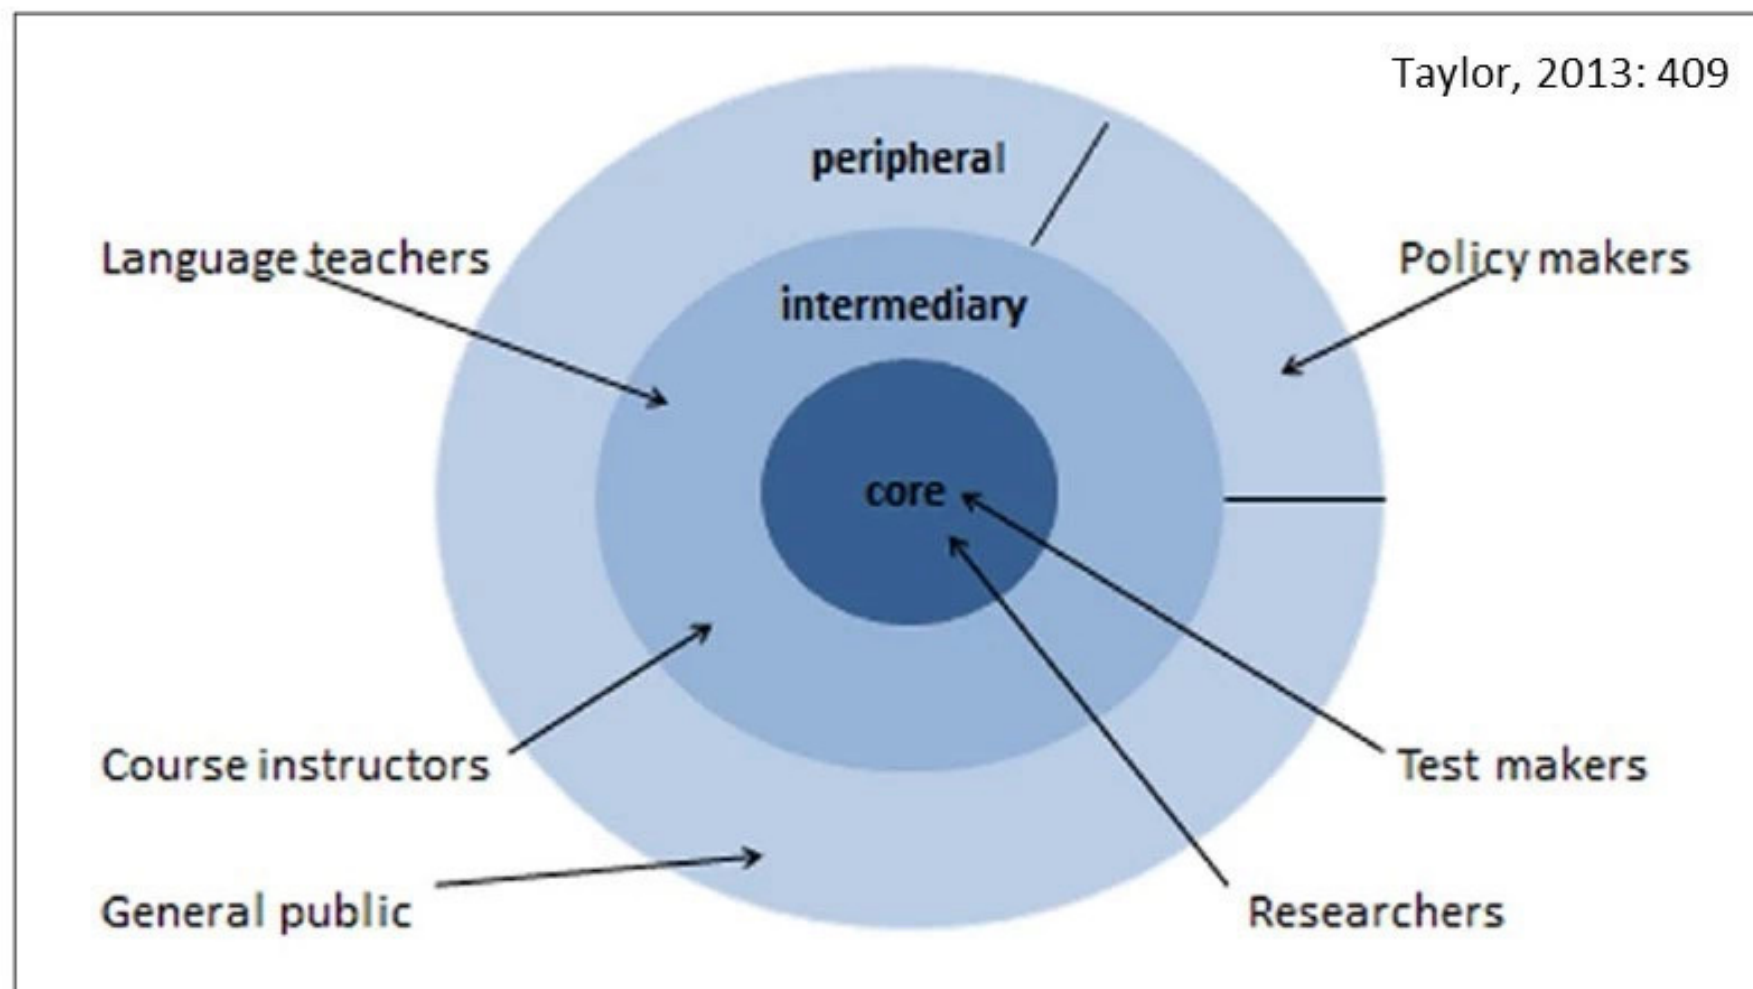 Taylor, 2013: 409
peripheral
Language teachers
Policy makers
intermediary
core
Course instructors
Test makers
General public
Researchers